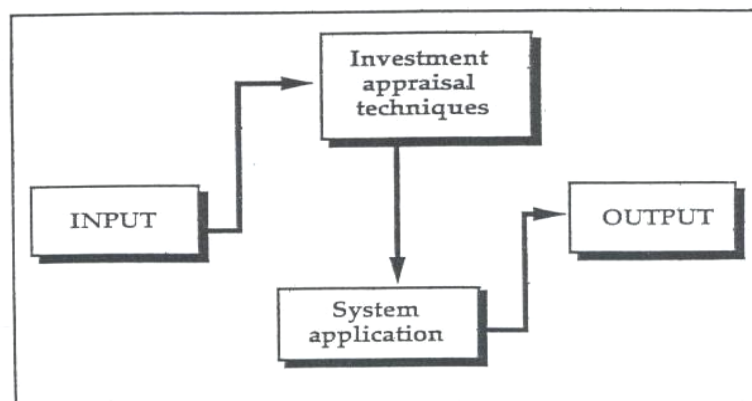 Investment
appraisal
techniques
INPUT
OUTPUT
System
application